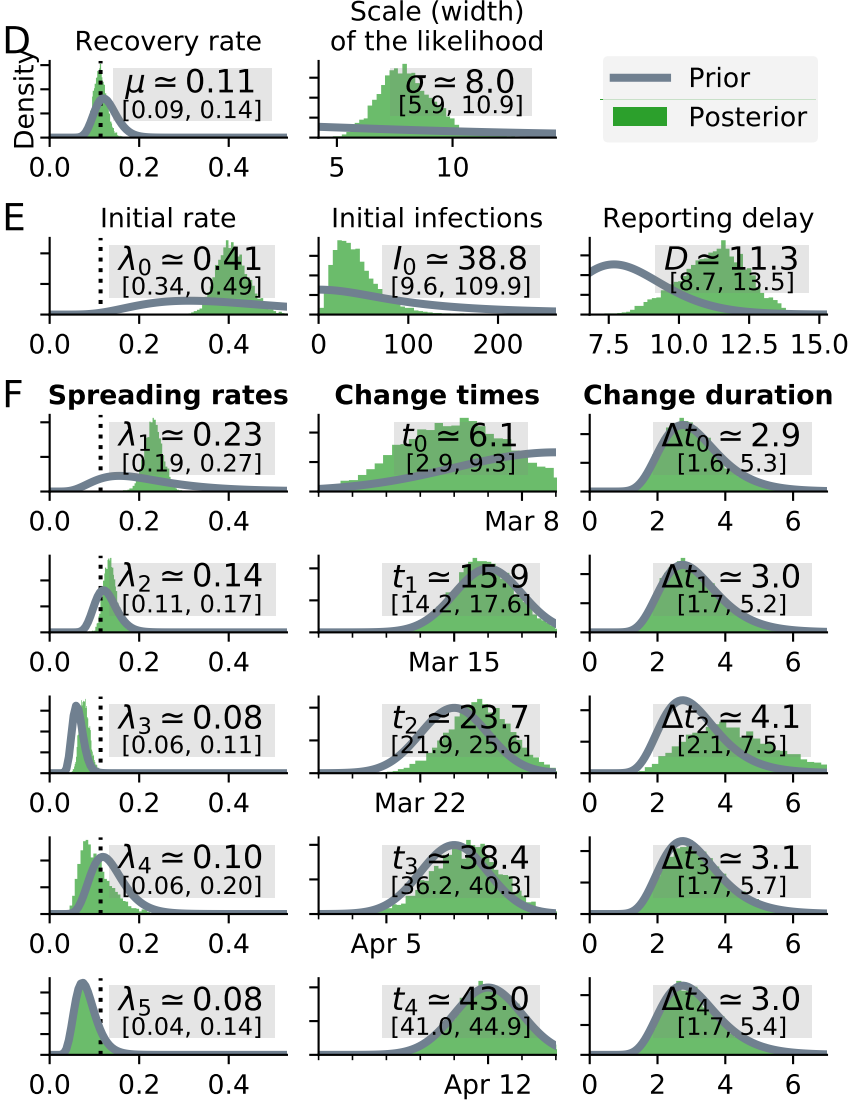 D
Recovery rate
Scale (width)
of the likelihood
Prior
Posterior
Density
μ ≃ 0.11
[0.09, 0.14]
σ ≃ 8.0
[5.9, 10.9]
0.0 0.2 0.4
5 10
E
Initial rate
Initial infections
Reporting delay
λ₀ ≃ 0.41
[0.34, 0.49]
I₀ ≃ 38.8
[9.6, 109.9]
D ≃ 11.3
[8.7, 13.5]
0.0 0.2 0.4
0 100 200
7.5 10.0 12.5 15.0
F
Spreading rates
Change times
Change duration
λ₁ ≃ 0.23
[0.19, 0.27]
t₀ ≃ 6.1
[2.9, 9.3]
Δt₀ ≃ 2.9
[1.6, 5.3]
0.0 0.2 0.4
Mar 8
0 2 4 6
λ₂ ≃ 0.14
[0.11, 0.17]
t₁ ≃ 15.9
[14.2, 17.6]
Δt₁ ≃ 3.0
[1.7, 5.2]
0.0 0.2 0.4
Mar 15
0 2 4 6
λ₃ ≃ 0.08
[0.06, 0.11]
t₂ ≃ 23.7
[21.9, 25.6]
Δt₂ ≃ 4.1
[2.1, 7.5]
0.0 0.2 0.4
Mar 22
0 2 4 6
λ₄ ≃ 0.10
[0.06, 0.20]
t₃ ≃ 38.4
[36.2, 40.3]
Δt₃ ≃ 3.1
[1.7, 5.7]
0.0 0.2 0.4
Apr 5
0 2 4 6
λ₅ ≃ 0.08
[0.04, 0.14]
t₄ ≃ 43.0
[41.0, 44.9]
Δt₄ ≃ 3.0
[1.7, 5.4]
0.0 0.2 0.4
Apr 12
0 2 4 6